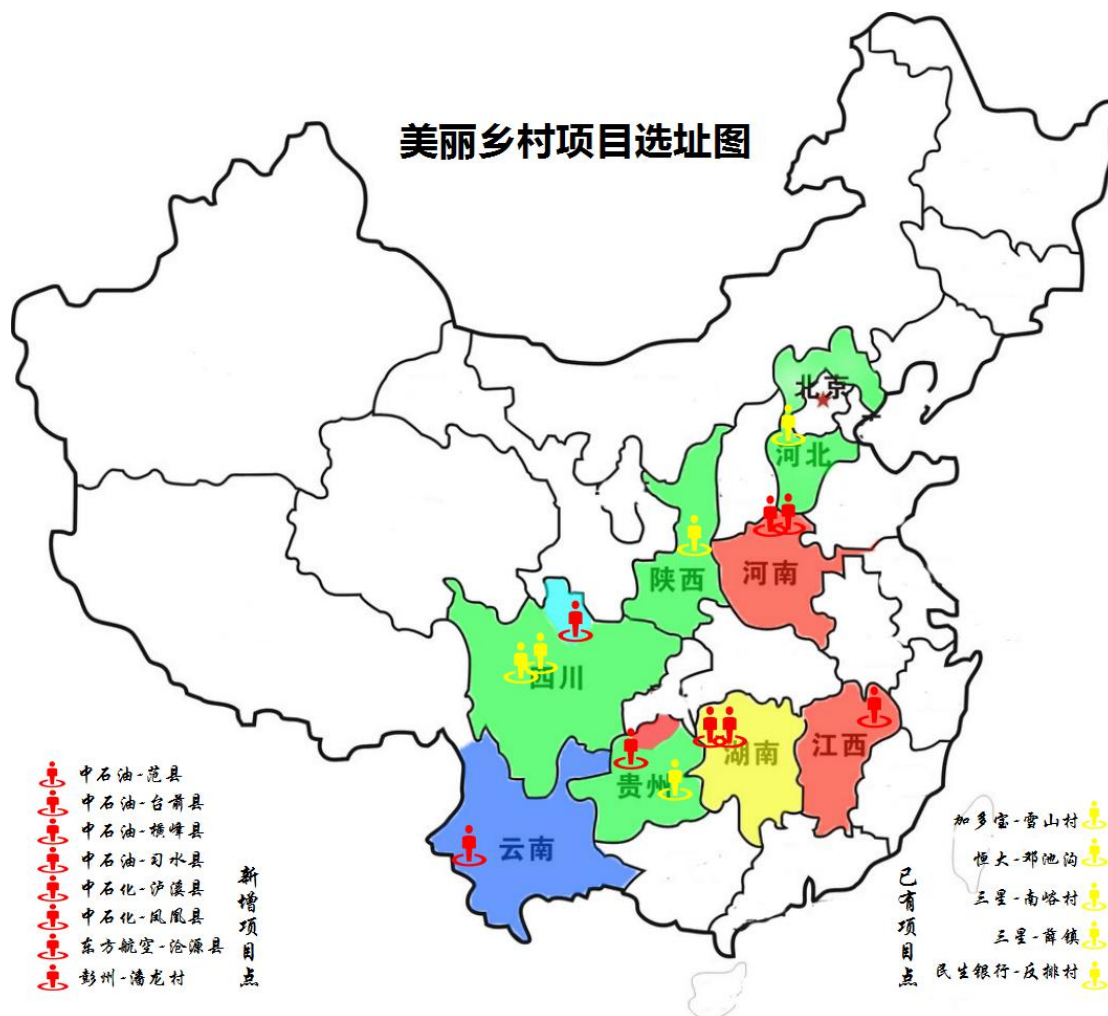 美丽乡村项目选址图
北京
河北
陕西
河南
四川
贵州
湖南
江西
云南
中石油-范县
中石油-台前县
中石油-横峰县
中石油-习水县
中石化-泸溪县
中石化-凤凰县
东方航空-沧源县
彭州-潘龙村
新增项目点
加多宝-雪山村
恒大-邓池沟
三星-南峪村
三星-薛镇
民生银行-反排村
已有项目点